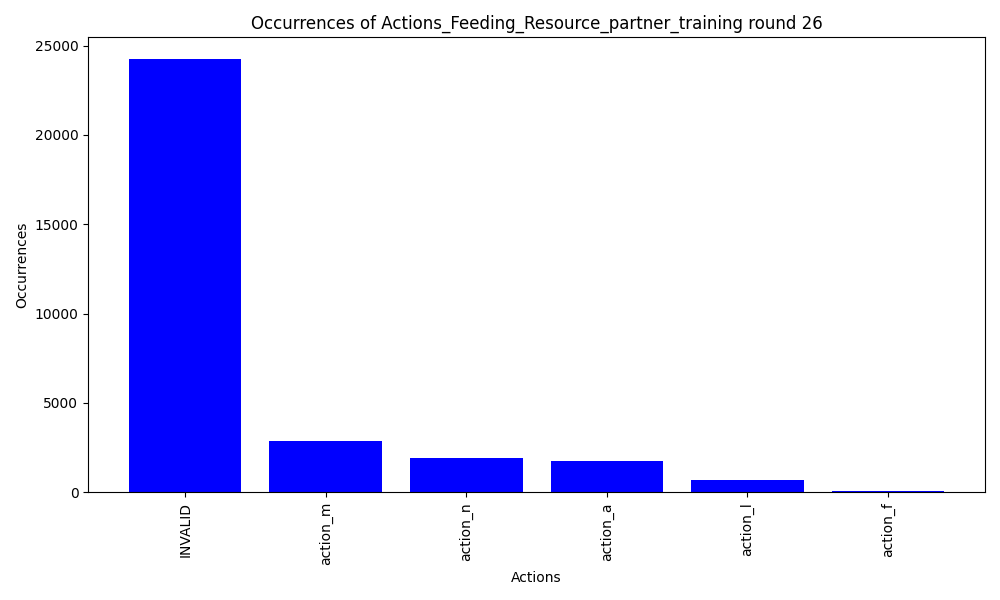 Occurrences of Actions_Feeding_Resource_partner_training round 26
25000
20000
15000
10000
5000
0
Occurrences
INVALID
action_m
action_n
action_a
action_l
action_f
Actions